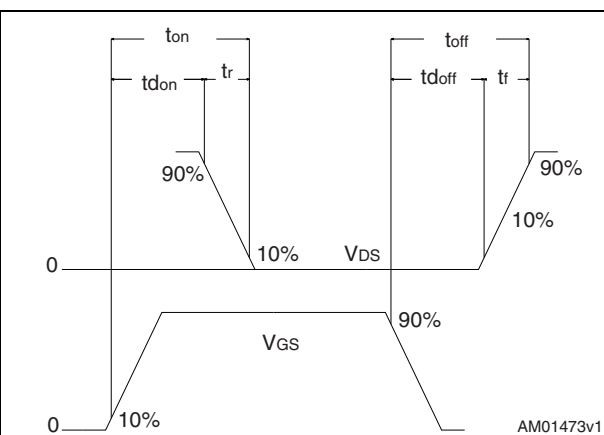 ton toff
tdon tr tdoff tf
90% 90%
10%
0 10% VDS
VGS 90%
0 10%
AM01473v1